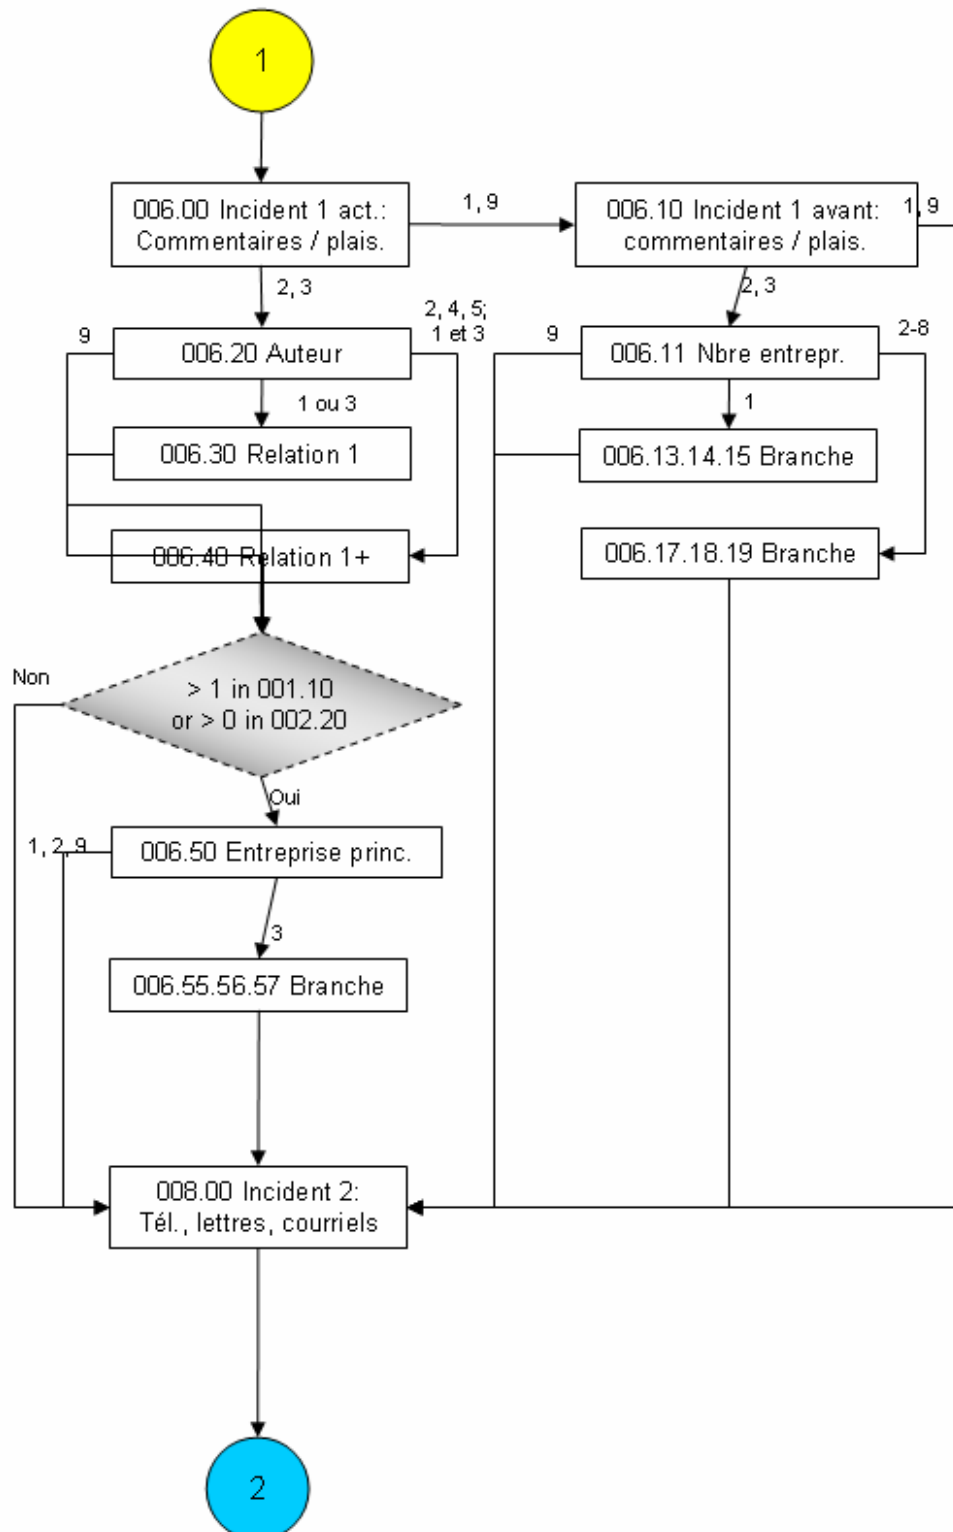 1
006.00 Incident 1 act.:
Commentaires / plais.
1, 9
006.10 Incident 1 avant:
commentaires / plais.
1, 9
2, 3
2, 3
9
006.20 Auteur
2, 4, 5;
1 et 3
9
006.11 Nbre entrepr.
2-8
1 ou 3
1
006.30 Relation 1
006.13.14.15 Branche
006.40 Relation 1+
006.17.18.19 Branche
Non
> 1 in 001.10
or > 0 in 002.20
Oui
1, 2, 9
006.50 Entreprise princ.
3
006.55.56.57 Branche
008.00 Incident 2:
Tél., lettres, courriels
2